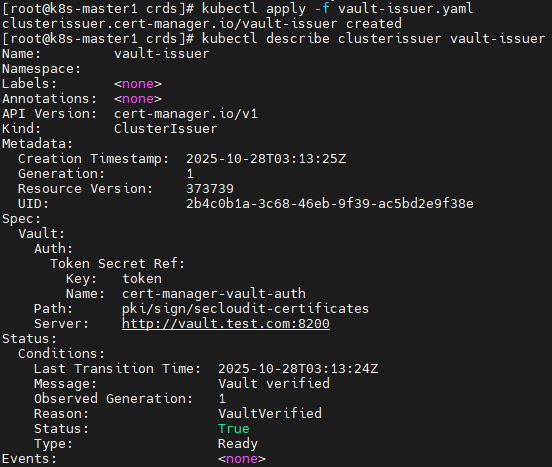 [root@k8s-master1 crds]# kubectl apply -f vault-issuer.yaml
clusterissuer.cert-manager.io/vault-issuer created
[root@k8s-master1 crds]# kubectl describe clusterissuer vault-issuer
Name:         vault-issuer
Namespace:
Labels:       <none>
Annotations:  <none>
API Version:  cert-manager.io/v1
Kind:         ClusterIssuer
Metadata:
  Creation Timestamp:  2025-10-28T03:13:25Z
  Generation:          1
  Resource Version:    373739
  UID:                 2b4c0b1a-3c68-46eb-9f39-ac5bd2e9f38e
Spec:
  Vault:
    Auth:
      Token Secret Ref:
        Key:   token
        Name:  cert-manager-vault-auth
    Path:      pki/sign/secloudit-certificates
    Server:    http://vault.test.com:8200
Status:
  Conditions:
    Last Transition Time:  2025-10-28T03:13:24Z
    Message:               Vault verified
    Observed Generation:   1
    Reason:                VaultVerified
    Status:                True
    Type:                  Ready
Events:                    <none>